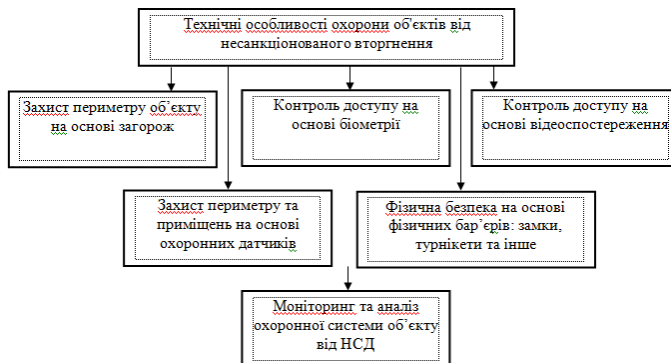 Технічні особливості охорони об'єктів від
несанкціонованого вторгнення
Захист периметру об’єкту
на основі загорож
Контроль доступу на
основі біометрії
Контроль доступу на
основі відеоспостереження
Захист периметру та
приміщень на основі
охоронних датчиків
Фізична безпека на основі
фізичних бар’єрів: замки,
турнікети та інше
Моніторинг та аналіз
охоронної системи об’єкту
від НСД